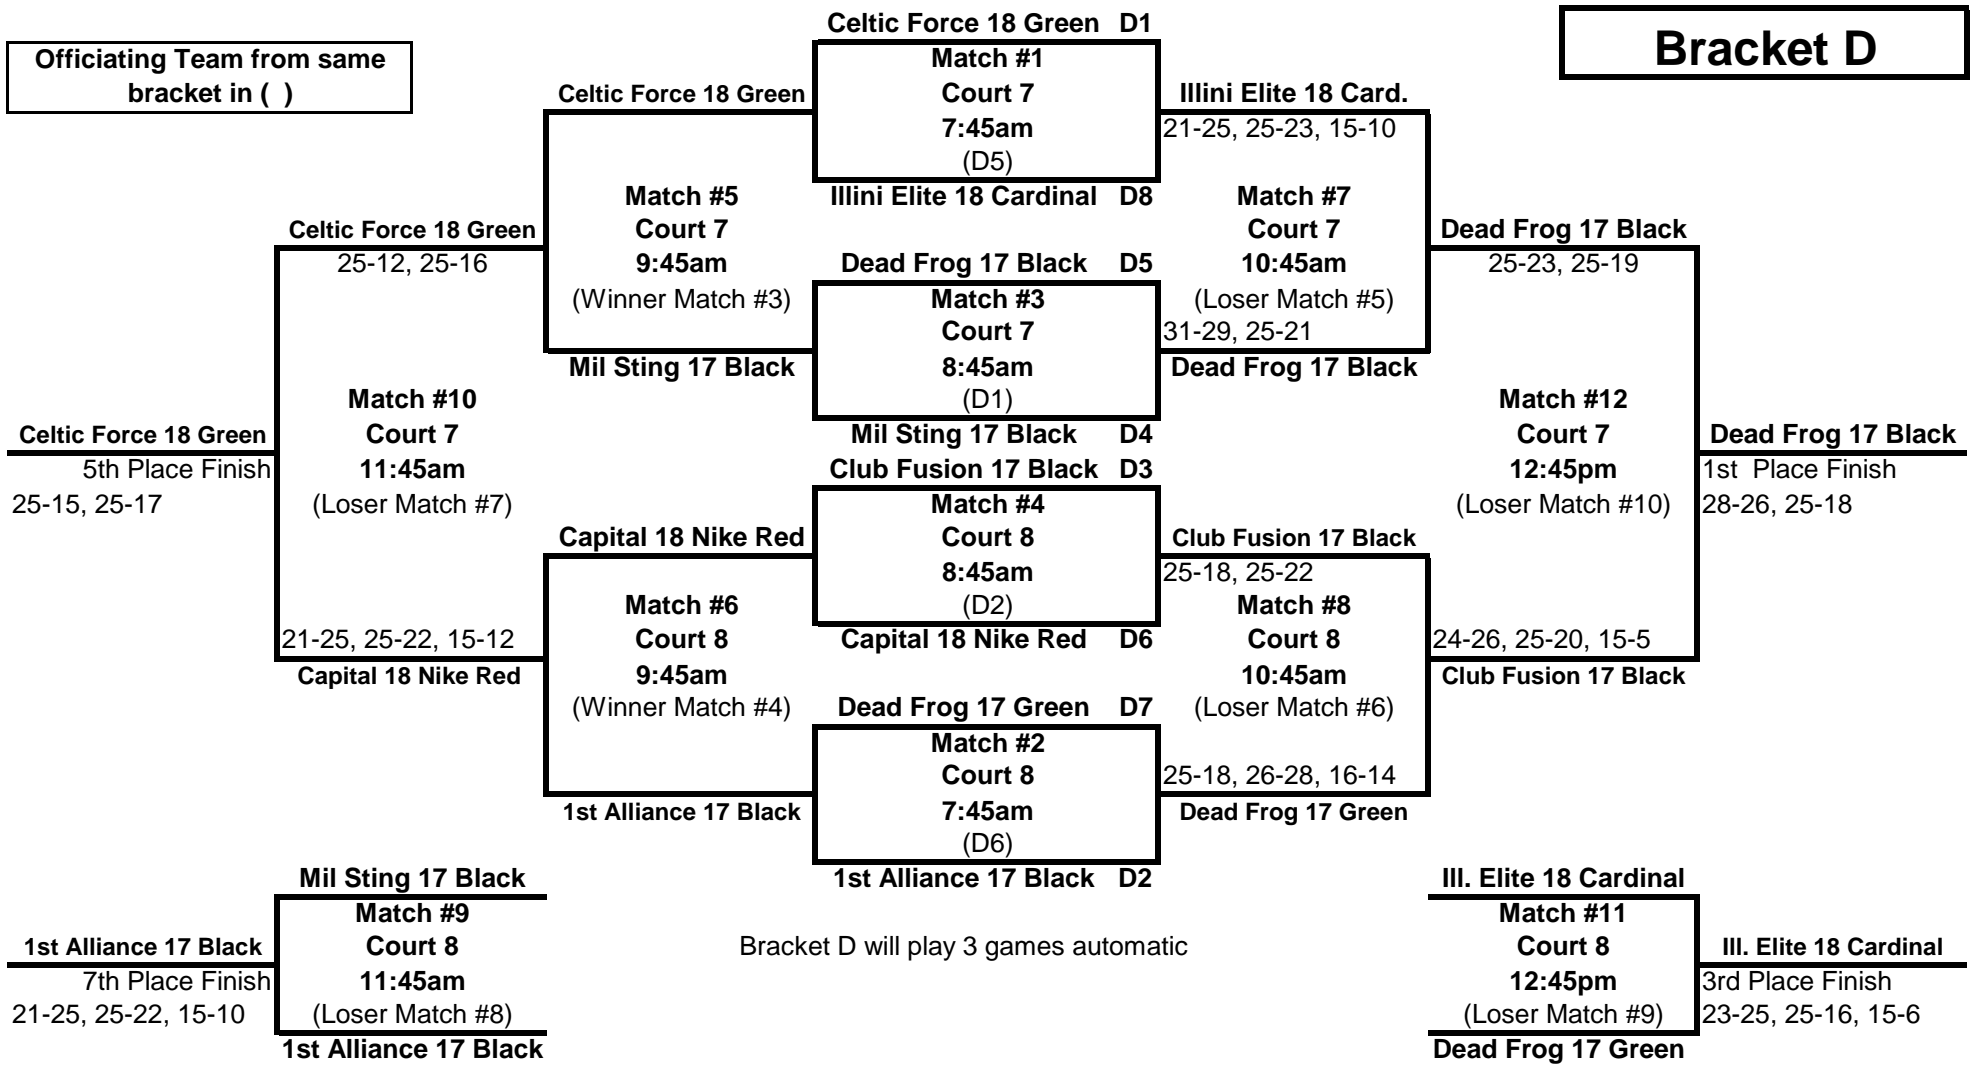 Celtic Force 18 Green D1
Bracket D
Officiating Team from same
bracket in ( )
Match #1
Court 7
7:45am
(D5)
Illini Elite 18 Cardinal D8
Celtic Force 18 Green
Illini Elite 18 Card.
21-25, 25-23, 15-10
Match #5
Court 7
9:45am
(Winner Match #3)
Match #7
Court 7
10:45am
(Loser Match #5)
Celtic Force 18 Green
25-12, 25-16
Dead Frog 17 Black
25-23, 25-19
Dead Frog 17 Black D5
Match #3
Court 7
8:45am
(D1)
Mil Sting 17 Black D4
31-29, 25-21
Mil Sting 17 Black
Dead Frog 17 Black
Match #10
Court 7
11:45am
(Loser Match #7)
Match #12
Court 7
12:45pm
(Loser Match #10)
Celtic Force 18 Green
5th Place Finish
25-15, 25-17
Dead Frog 17 Black
1st Place Finish
28-26, 25-18
Club Fusion 17 Black D3
Match #4
Court 8
8:45am
(D2)
Capital 18 Nike Red D6
Capital 18 Nike Red
Club Fusion 17 Black
25-18, 25-22
Match #6
Court 8
9:45am
(Winner Match #4)
Match #8
Court 8
10:45am
(Loser Match #6)
21-25, 25-22, 15-12
Capital 18 Nike Red
24-26, 25-20, 15-5
Club Fusion 17 Black
Dead Frog 17 Green D7
Match #2
Court 8
7:45am
(D6)
1st Alliance 17 Black D2
25-18, 26-28, 16-14
1st Alliance 17 Black
Dead Frog 17 Green
Mil Sting 17 Black
Match #9
Court 8
11:45am
(Loser Match #8)
1st Alliance 17 Black
1st Alliance 17 Black
7th Place Finish
21-25, 25-22, 15-10
Bracket D will play 3 games automatic
Ill. Elite 18 Cardinal
Match #11
Court 8
12:45pm
(Loser Match #9)
Dead Frog 17 Green
Ill. Elite 18 Cardinal
3rd Place Finish
23-25, 25-16, 15-6